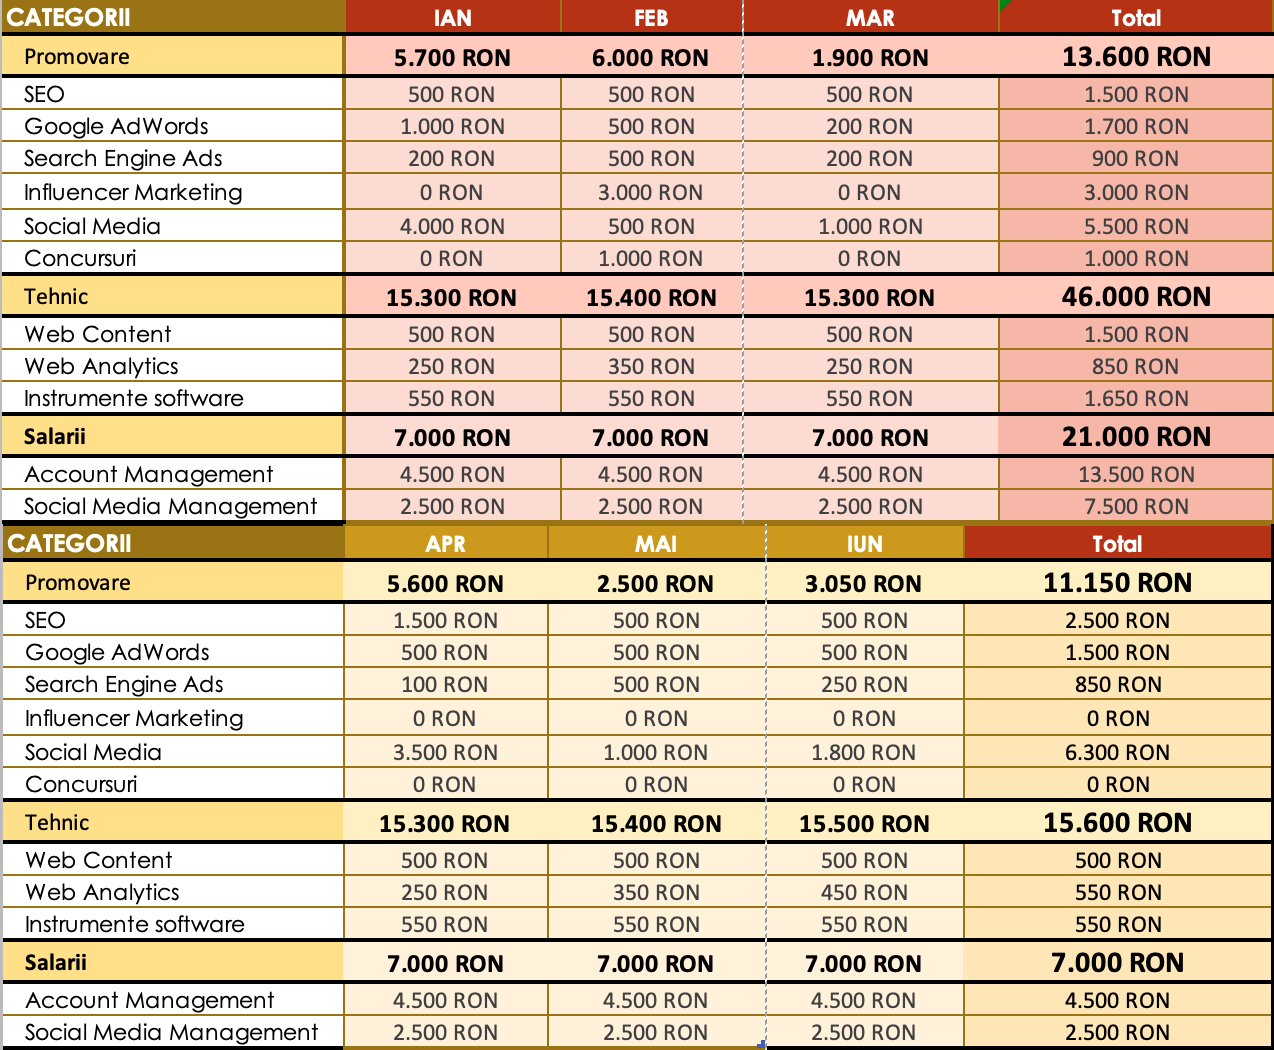 CATEGORII IAN FEB MAR Total
Promovare 5.700 RON 6.000 RON 1.900 RON 13.600 RON
SEO 500 RON 500 RON 500 RON 1.500 RON
Google AdWords 1.000 RON 500 RON 200 RON 1.700 RON
Search Engine Ads 200 RON 500 RON 200 RON 900 RON
Influencer Marketing 0 RON 3.000 RON 0 RON 3.000 RON
Social Media 4.000 RON 500 RON 1.000 RON 5.500 RON
Concursuri 0 RON 1.000 RON 0 RON 1.000 RON
Tehnic 15.300 RON 15.400 RON 15.300 RON 46.000 RON
Web Content 500 RON 500 RON 500 RON 1.500 RON
Web Analytics 250 RON 350 RON 250 RON 850 RON
Instrumente software 550 RON 550 RON 550 RON 1.650 RON
Salarii 7.000 RON 7.000 RON 7.000 RON 21.000 RON
Account Management 4.500 RON 4.500 RON 4.500 RON 13.500 RON
Social Media Management 2.500 RON 2.500 RON 2.500 RON 7.500 RON
CATEGORII APR MAI IUN Total
Promovare 5.600 RON 2.500 RON 3.050 RON 11.150 RON
SEO 1.500 RON 500 RON 500 RON 2.500 RON
Google AdWords 500 RON 500 RON 500 RON 1.500 RON
Search Engine Ads 100 RON 500 RON 250 RON 850 RON
Influencer Marketing 0 RON 0 RON 0 RON 0 RON
Social Media 3.500 RON 1.000 RON 1.800 RON 6.300 RON
Concursuri 0 RON 0 RON 0 RON 0 RON
Tehnic 15.300 RON 15.400 RON 15.500 RON 15.600 RON
Web Content 500 RON 500 RON 500 RON 500 RON
Web Analytics 250 RON 350 RON 450 RON 550 RON
Instrumente software 550 RON 550 RON 550 RON 550 RON
Salarii 7.000 RON 7.000 RON 7.000 RON 7.000 RON
Account Management 4.500 RON 4.500 RON 4.500 RON 4.500 RON
Social Media Management 2.500 RON 2.500 RON 2.500 RON 2.500 RON